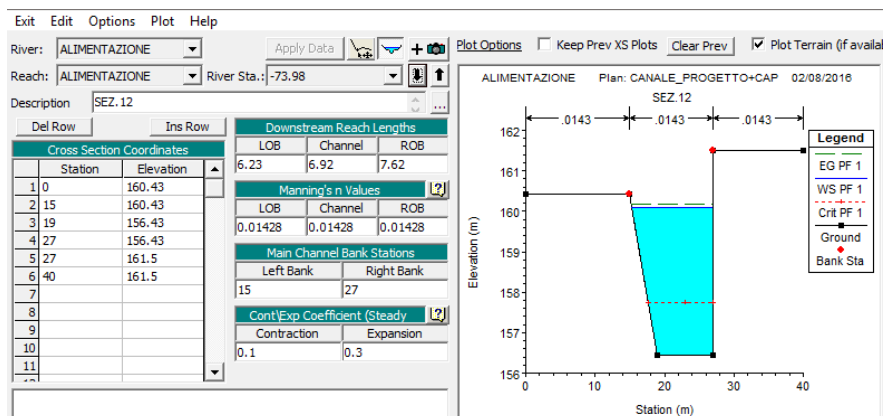 Exit Edit Options Plot Help
River: ALIMENTAZIONE Apply Data
Reach: ALIMENTAZIONE River Sta.: -73.98
Description SEZ.12 ...
Del Row Ins Row
Cross Section Coordinates
Station Elevation
1 0 160.43
2 15 160.43
3 19 156.43
4 27 156.43
5 27 161.5
6 40 161.5
7
8
9
10
11
Downstream Reach Lengths
LOB Channel ROB
6.23 6.92 7.62
Manning's n Values
LOB Channel ROB
0.01428 0.01428 0.01428
Main Channel Bank Stations
Left Bank Right Bank
15 27
Cont\Exp Coefficient (Steady
Contraction Expansion
0.1 0.3
Plot Options Keep Prev XS Plots Clear Prev Plot Terrain (if availal
ALIMENTAZIONE Plan: CANALE_PROGETTO+CAP 02/08/2016
SEZ.12
.0143 .0143 .0143
162
161
160
159
158
157
156
Elevation (m)
0 10 20 30 40
Station (m)
Legend
EG PF 1
WS PF 1
Crit PF 1
Ground
Bank Sta